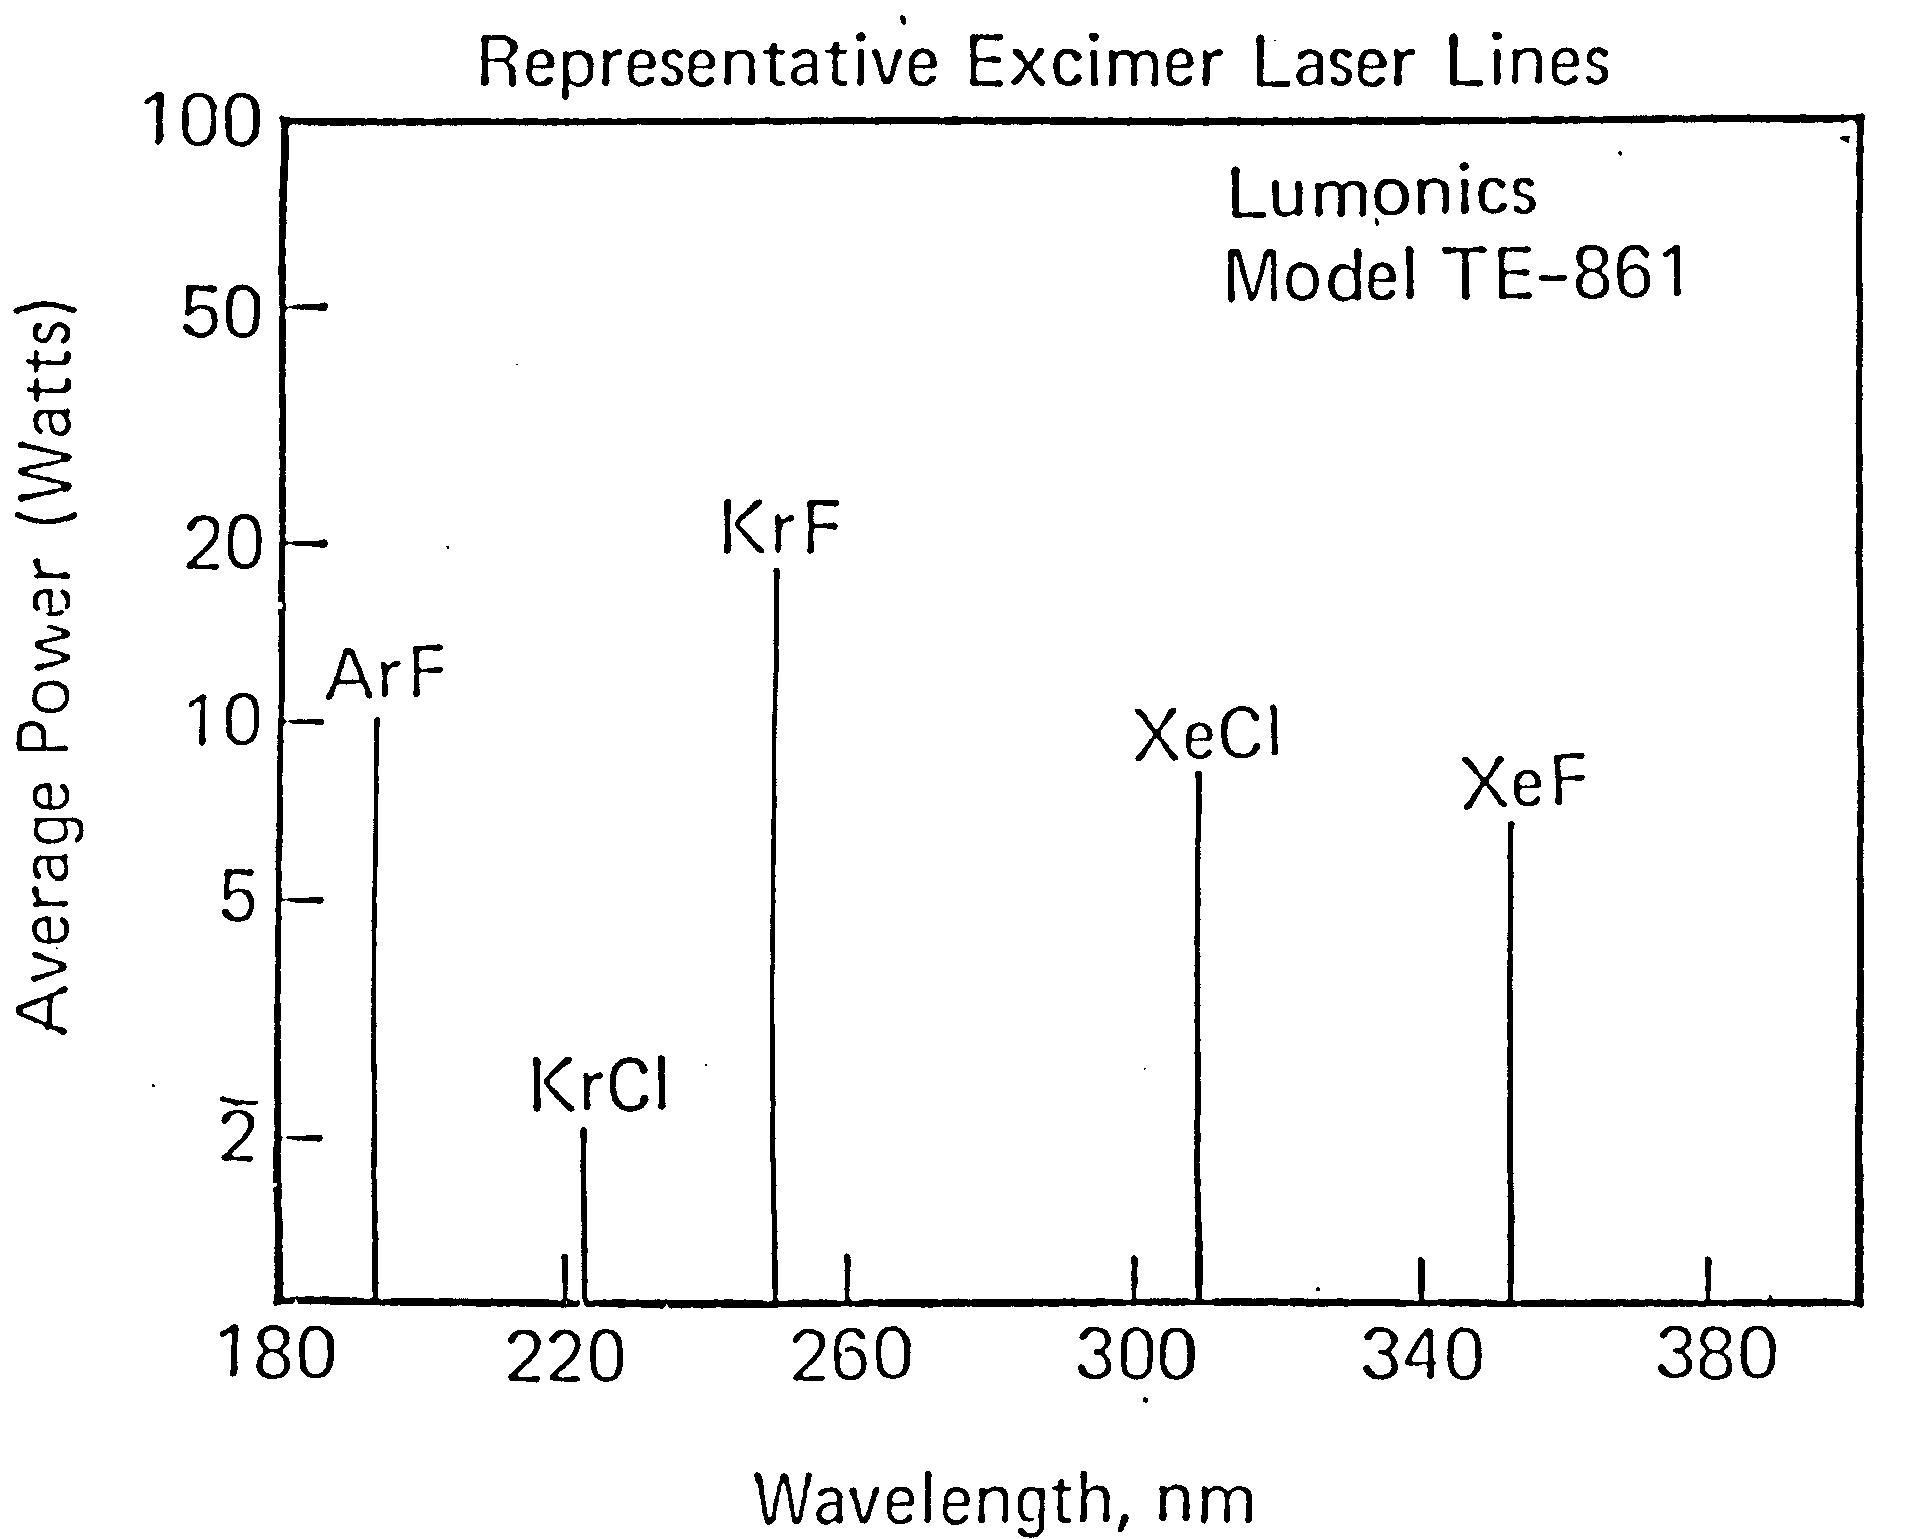 Representative Excimer Laser Lines
100
Lumonics
Model TE-861
50
20
10
5
2
Average Power (Watts)
KrF
ArF
XeCl
XeF
KrCl
180 220 260 300 340 380
Wavelength, nm